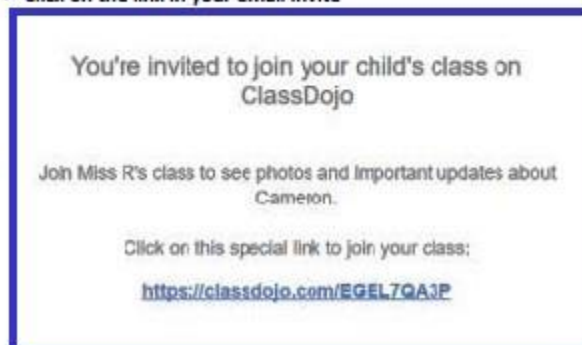 You're invited to join your child's class on
ClassDojo
Join Miss R's class to see photos and important updates about
Cameron.
Click on this special link to join your class:
https://classdojo.com/EGEL7QA3P